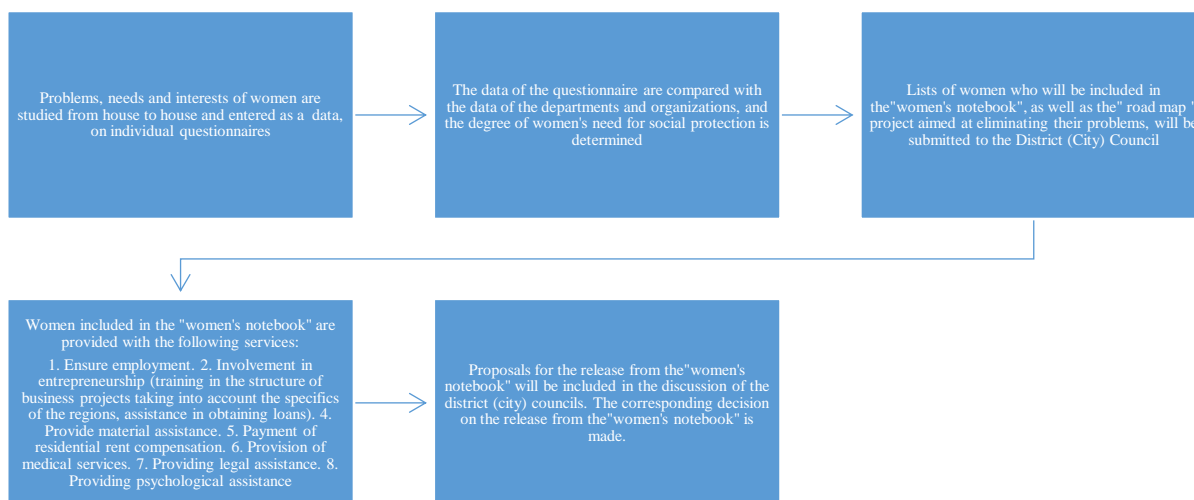 Problems, needs and interests of women are
studied from house to house and entered as a data,
on individual questionnaires
The data of the questionnaire are compared with
the data of the departments and organizations, and
the degree of women's need for social protection is
determined
Lists of women who will be included in
the"women's notebook", as well as the" road map "
project aimed at eliminating their problems, will be
submitted to the District (City) Council
Women included in the "women's notebook" are
provided with the following services:
1. Ensure employment. 2. Involvement in
entrepreneurship (training in the structure of
business projects taking into account the specifics
of the regions, assistance in obtaining loans). 4.
Provide material assistance. 5. Payment of
residential rent compensation. 6. Provision of
medical services. 7. Providing legal assistance. 8.
Providing psychological assistance
Proposals for the release from the"women's
notebook" will be included in the discussion of the
district (city) councils. The corresponding decision
on the release from the"women's notebook" is
made.